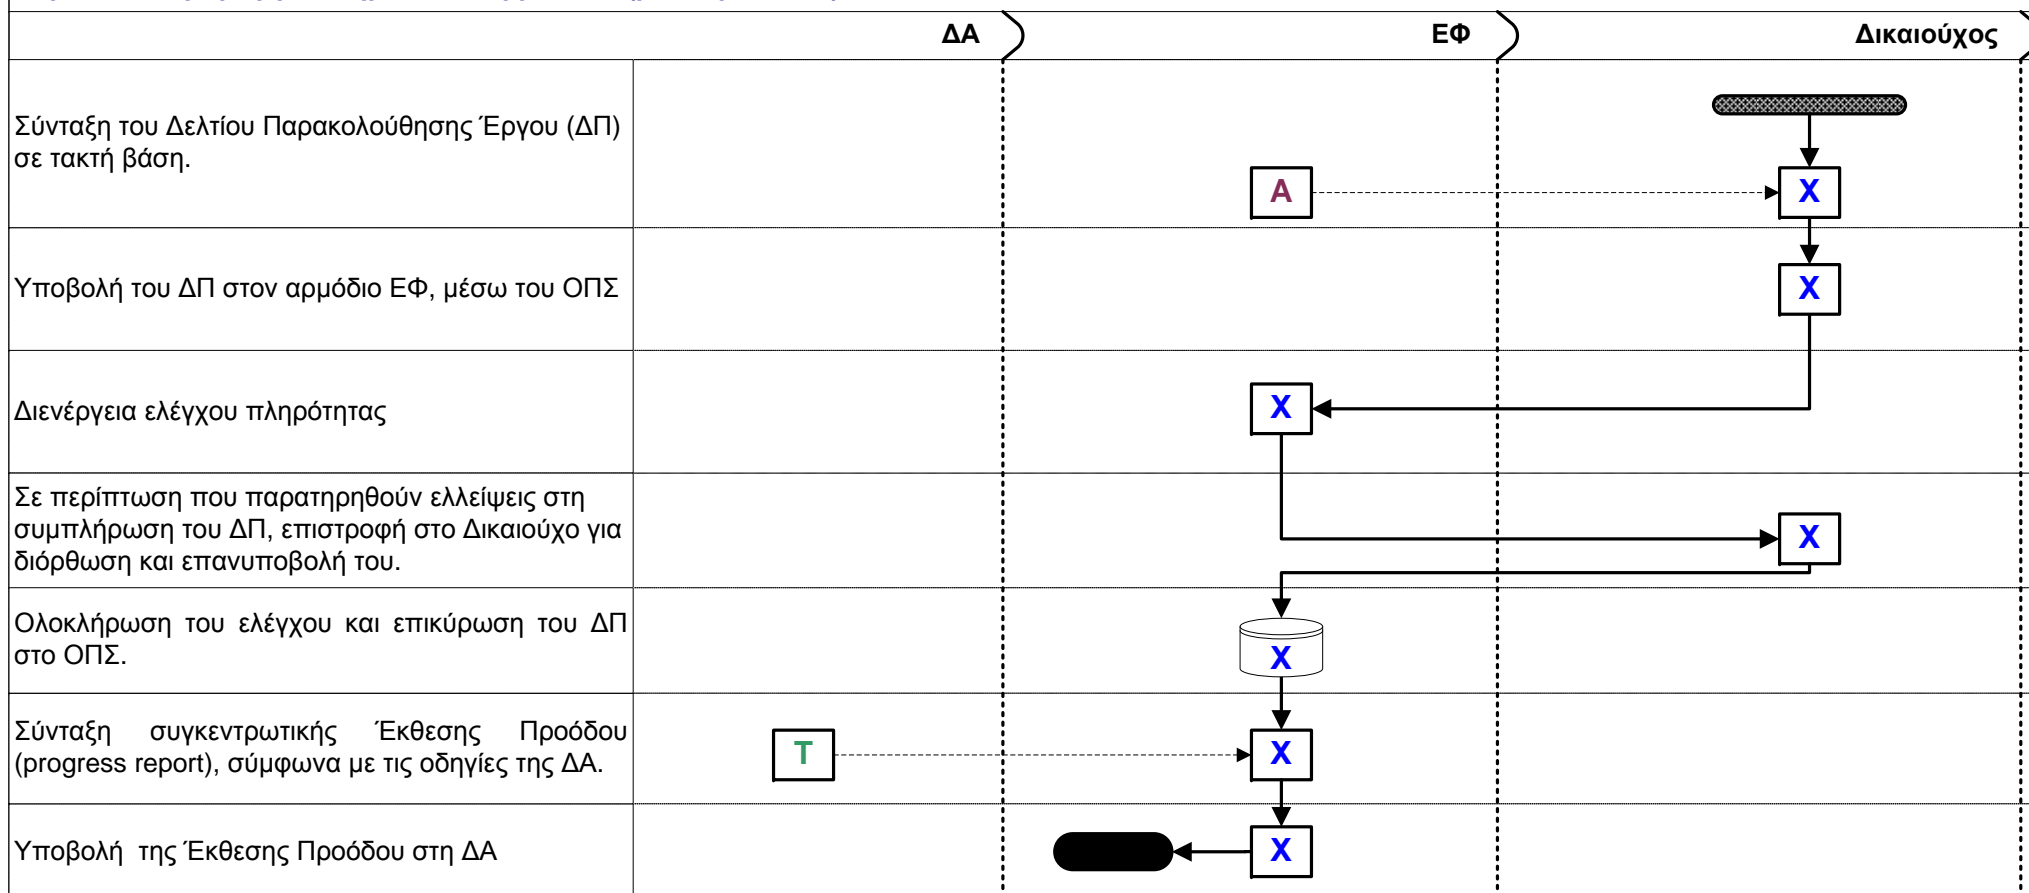 ΔΑ
ΕΦ
Δικαιούχος
Σύνταξη του Δελτίου Παρακολούθησης Έργου (ΔΠ)
σε τακτή βάση.
Α
Χ
Υποβολή του ΔΠ στον αρμόδιο ΕΦ, μέσω του ΟΠΣ
Χ
Διενέργεια ελέγχου πληρότητας
Χ
Σε περίπτωση που παρατηρηθούν ελλείψεις στη
συμπλήρωση του ΔΠ, επιστροφή στο Δικαιούχο για
διόρθωση και επανυποβολή του.
Χ
Ολοκλήρωση του ελέγχου και επικύρωση του ΔΠ
στο ΟΠΣ.
Χ
Σύνταξη συγκεντρωτικής Έκθεσης Προόδου
(progress report), σύμφωνα με τις οδηγίες της ΔΑ.
Τ
Χ
Υποβολή της Έκθεσης Προόδου στη ΔΑ
Χ